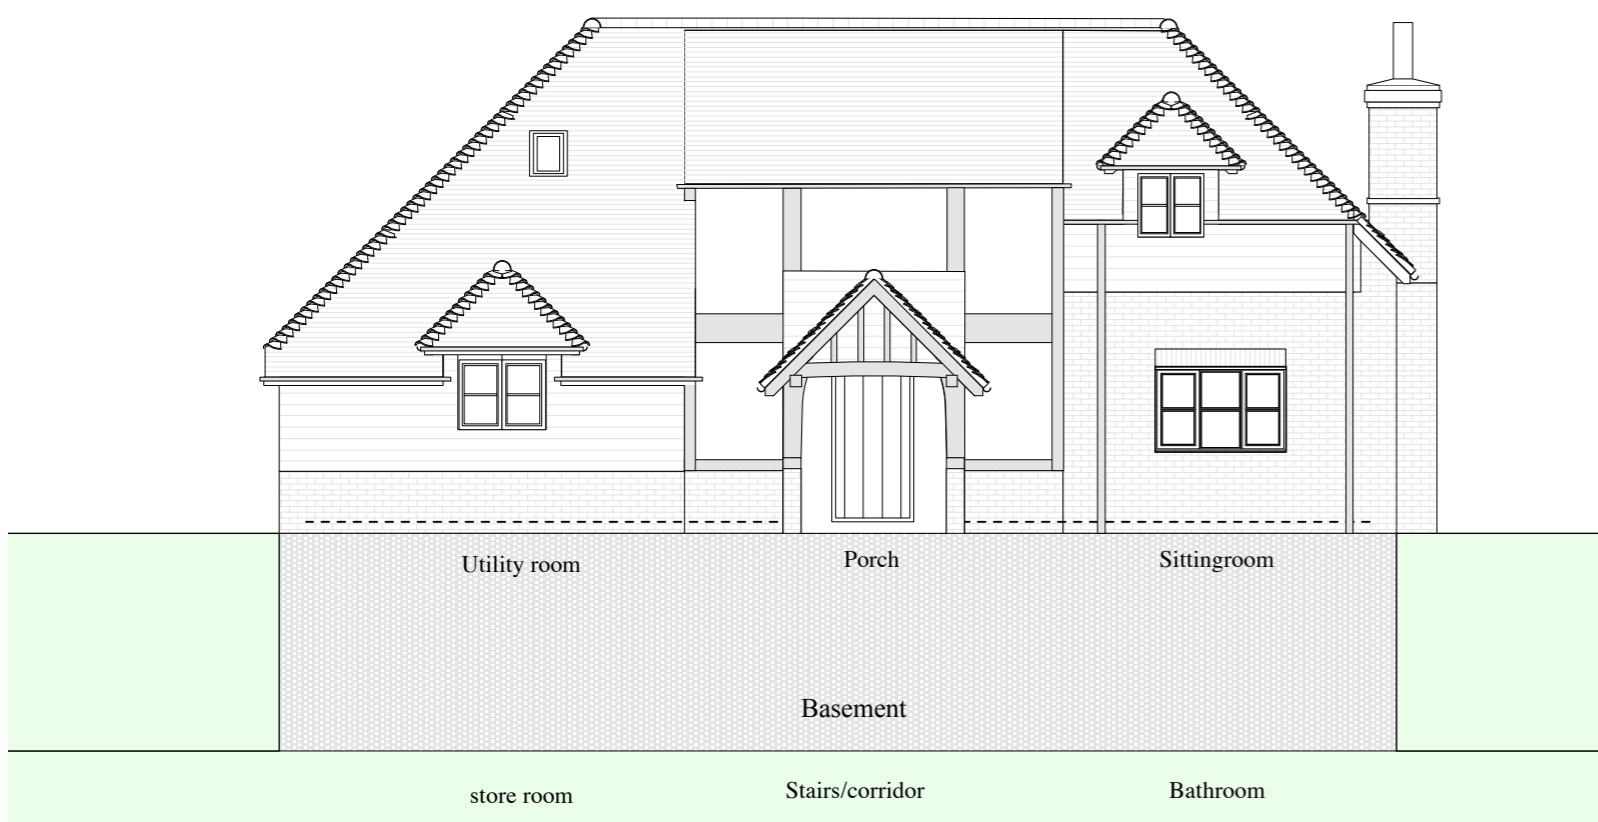 Utility room
Porch
Sittingroom
Basement
store room
Stairs/corridor
Bathroom